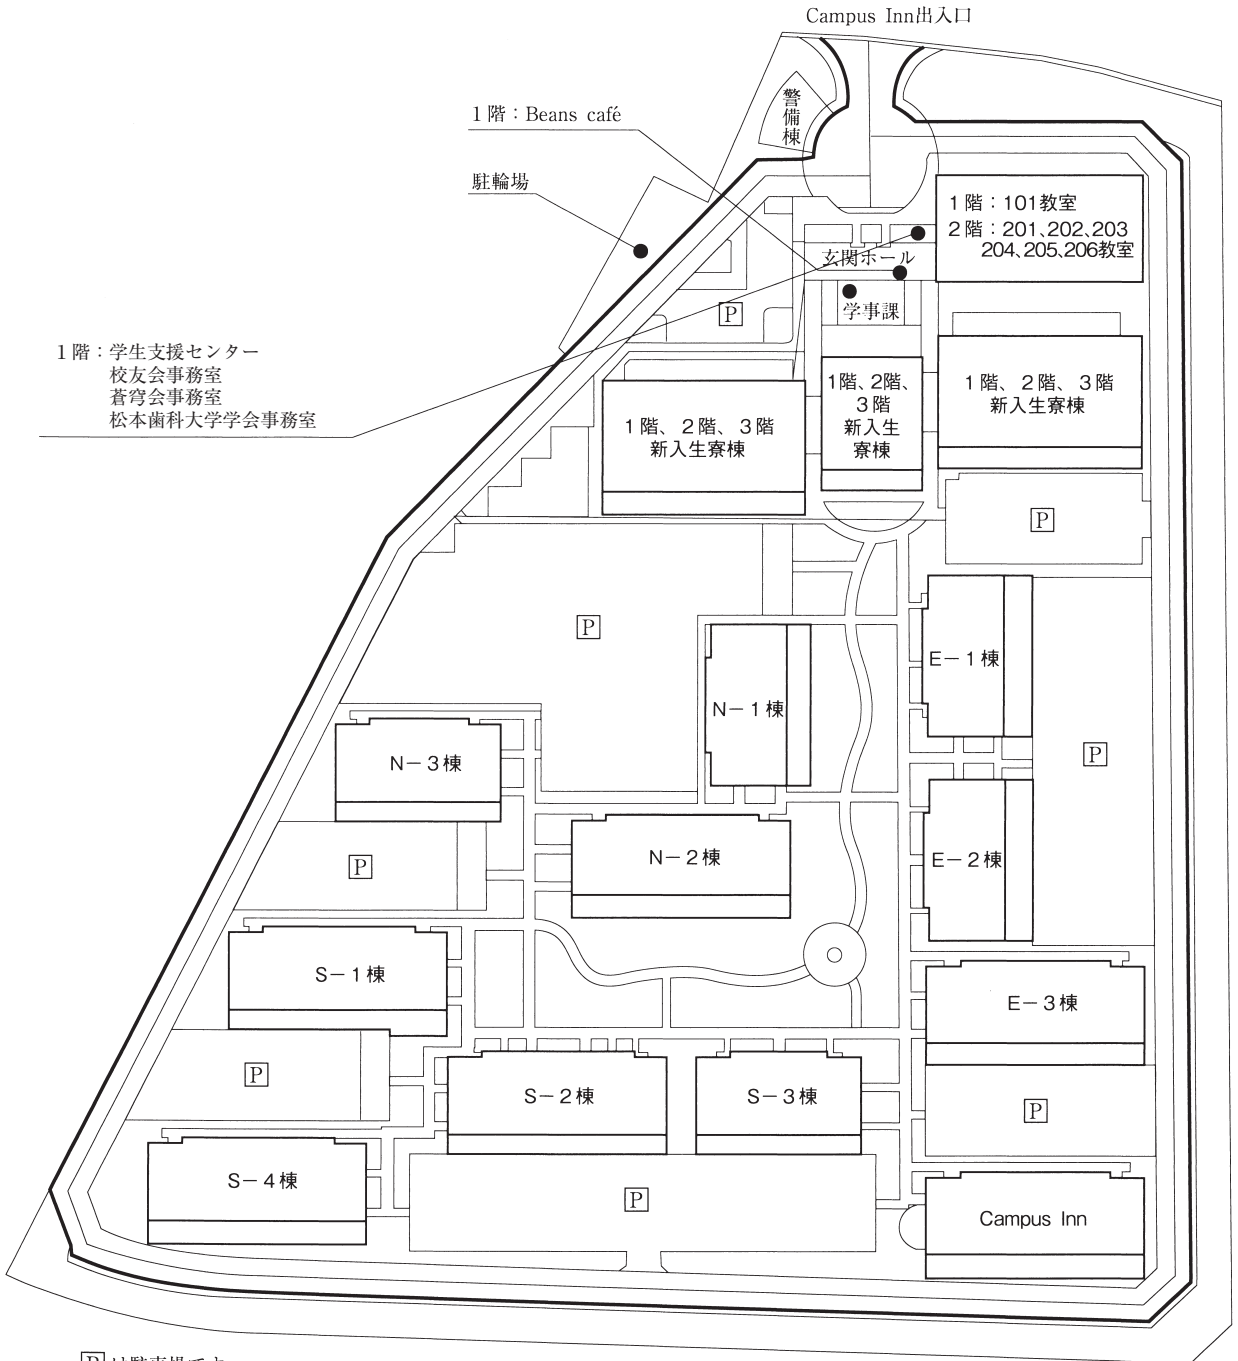 Campus Inn出入口
1階：Beans café
警備棟
駐輪場
1階：101教室
2階：201、202、203
204、205、206教室
玄関ホール
学事課
P
1階：学生支援センター
校友会事務室
蒼穹会事務室
松本歯科大学学会事務室
1階、2階、3階
新入生寮棟
1階、2階、
3階
新入生
寮棟
1階、2階、3階
新入生寮棟
P
P
E－1棟
N－1棟
N－3棟
P
P
N－2棟
E－2棟
S－1棟
E－3棟
P
S－2棟
S－3棟
P
S－4棟
P
Campus Inn
P は駐車場です